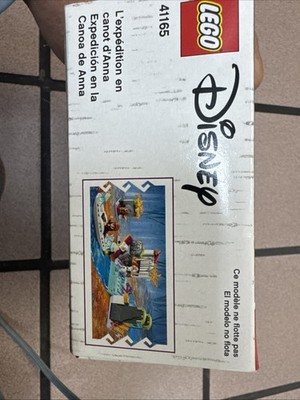 LEGO
DISNEY
41165
L'expédition en
canot d'Anna
Expedición en la
Canoa de Anna
Ce modèle ne flotte pas
El modelo no flota